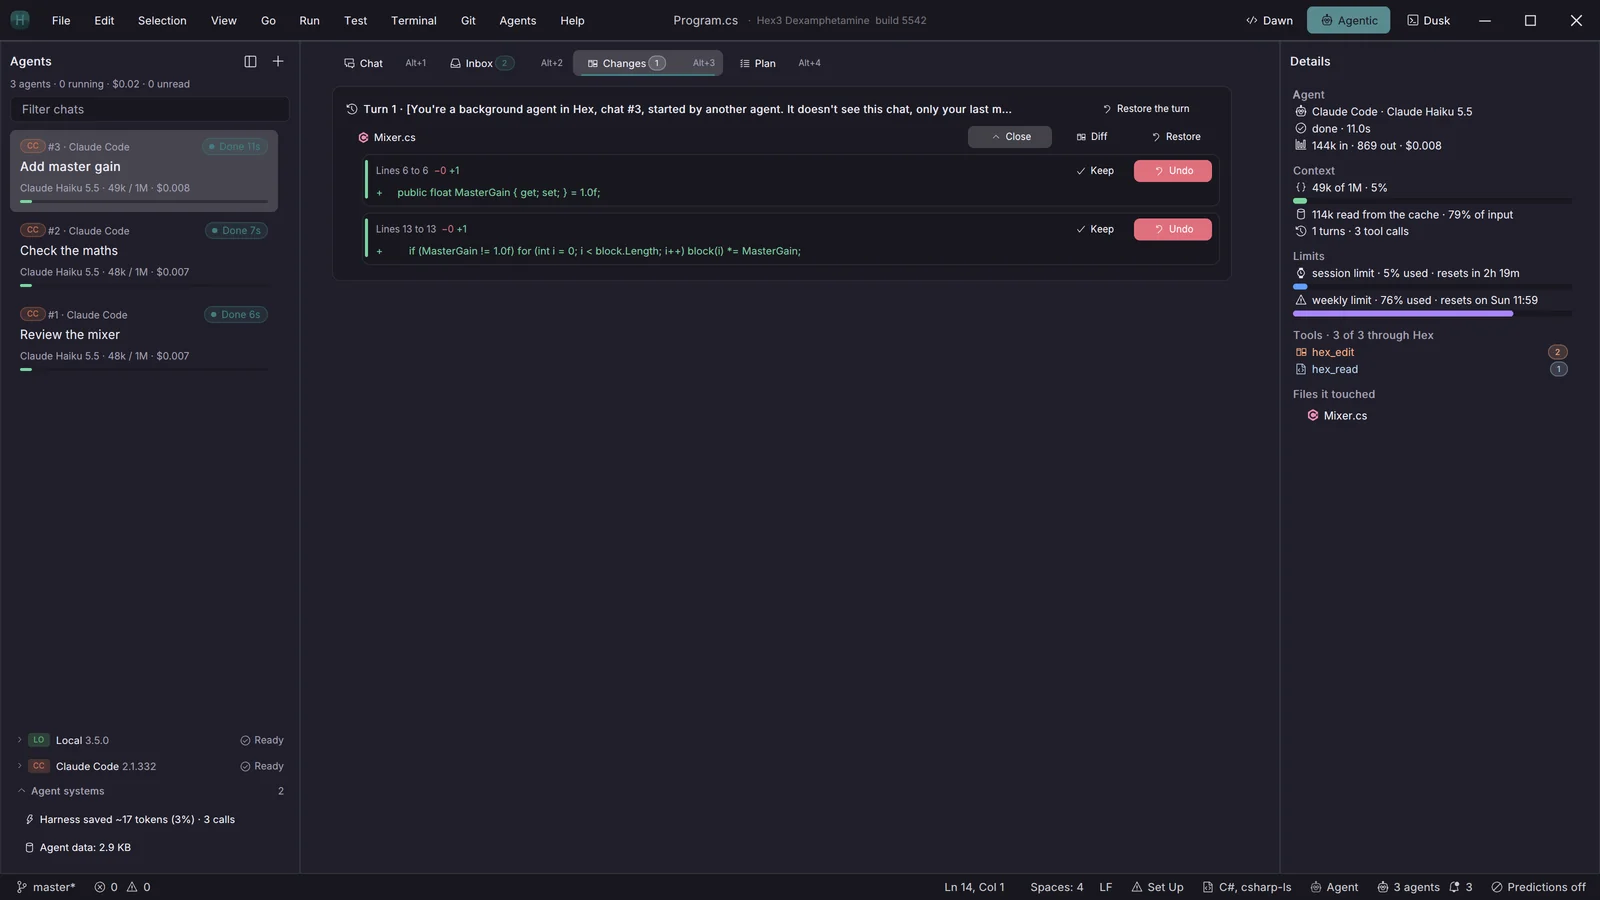 H File Edit Selection View Go Run Test Terminal Git Agents Help Program.cs · Hex3 Dexamphetamine build 5542 Dawn Agentic Dusk
Agents
3 agents · 0 running · $0.02 · 0 unread
Filter chats
CC #3 · Claude Code Done 11s
Add master gain
Claude Haiku 5.5 · 49k / 1M · $0.008
CC #2 · Claude Code Done 7s
Check the maths
Claude Haiku 5.5 · 48k / 1M · $0.007
CC #1 · Claude Code Done 6s
Review the mixer
Claude Haiku 5.5 · 48k / 1M · $0.007
LO Local 3.5.0 Ready
CC Claude Code 2.1.332 Ready
Agent systems 2
Harness saved ~17 tokens (3%) · 3 calls
Agent data: 2.9 KB
Chat Alt+1 Inbox 2 Alt+2 Changes 1 Alt+3 Plan Alt+4
Turn 1 · [You're a background agent in Hex, chat #3, started by another agent. It doesn't see this chat, only your last m... Restore the turn
Mixer.cs Close Diff Restore
Lines 6 to 6 −0 +1 Keep Undo
+ public float MasterGain { get; set; } = 1.0f;
Lines 13 to 13 −0 +1 Keep Undo
+ if (MasterGain != 1.0f) for (int i = 0; i < block.Length; i++) block(i) *= MasterGain;
Details
Agent
Claude Code · Claude Haiku 5.5
done · 11.0s
144k in · 869 out · $0.008
Context
49k of 1M · 5%
114k read from the cache · 79% of input
1 turns · 3 tool calls
Limits
session limit · 5% used · resets in 2h 19m
weekly limit · 76% used · resets on Sun 11:59
Tools · 3 of 3 through Hex
hex_edit 2
hex_read 1
Files it touched
Mixer.cs
master* 0 0 Ln 14, Col 1 Spaces: 4 LF Set Up C#, csharp-ls Agent 3 agents 3 Predictions off